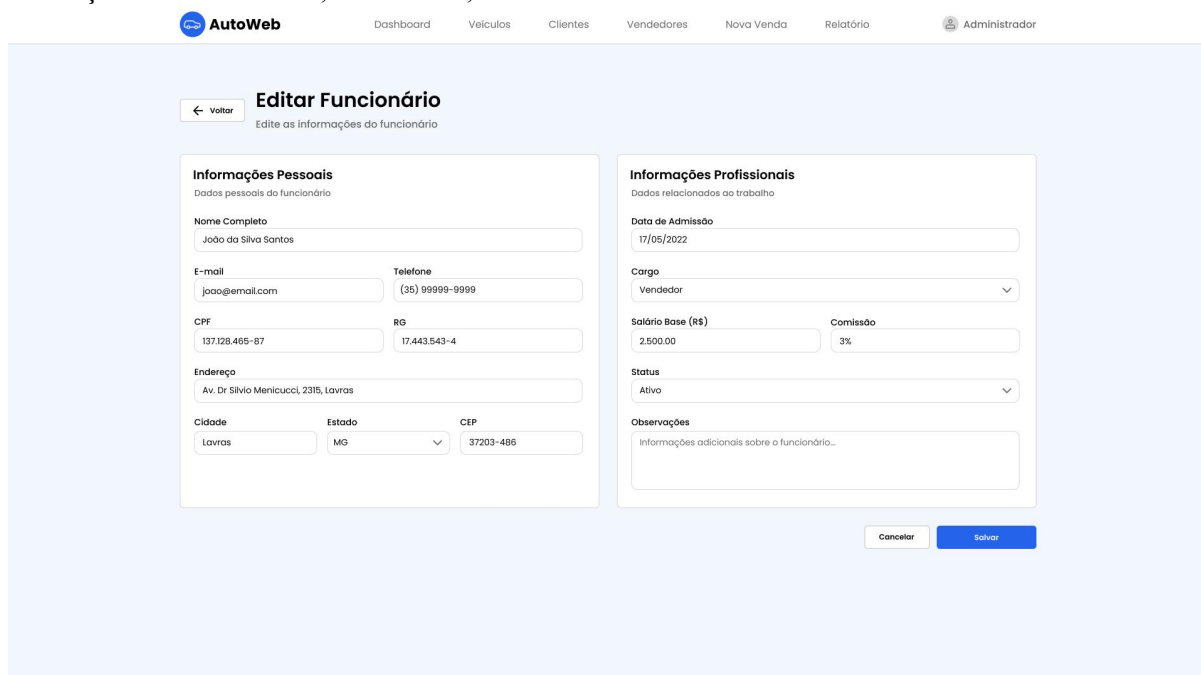 AutoWeb Dashboard Veículos Clientes Vendedores Nova Venda Relatório Administrador
Voltar
Editar Funcionário
Edite as informações do funcionário
Informações Pessoais
Dados pessoais do funcionário
Nome Completo
João da Silva Santos
E-mail Telefone
joao@email.com (35) 99999-9999
CPF RG
137.128.465-87 17.443.543-4
Endereço
Av. Dr Silvio Menicucci, 2315, Lavras
Cidade Estado CEP
Lavras MG 37203-486
Informações Profissionais
Dados relacionados ao trabalho
Data de Admissão
17/05/2022
Cargo
Vendedor
Salário Base (R$) Comissão
2.500.00 3%
Status
Ativo
Observações
Informações adicionais sobre o funcionário...
Cancelar Salvar